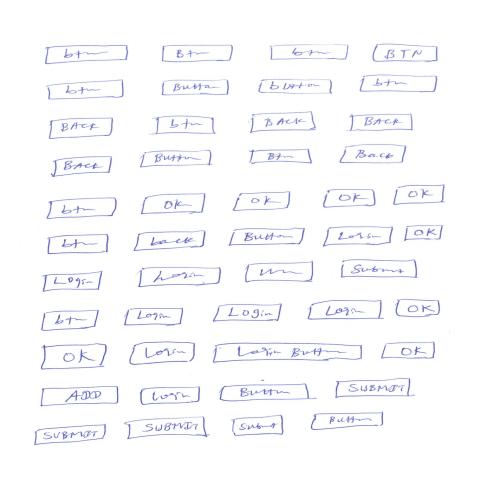 btn Btn btn BTN
btn Button button btn
BACK btn BACK BACK
BACK Button Btn Back
btn OK OK OK OK
btn back Button Login OK
Login Login Submit
btn Login Login Login OK
OK Login Login Button OK
ADD Login Button SUBMIT
SUBMIT SUBMIT Submit Button